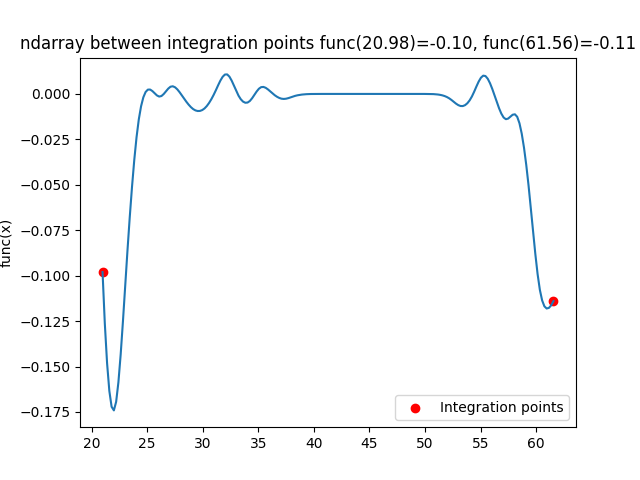 ndarray between integration points func(20.98)=-0.10, func(61.56)=-0.11
func(x)
0.000
−0.025
−0.050
−0.075
−0.100
−0.125
−0.150
−0.175
Integration points
20 25 30 35 40 45 50 55 60